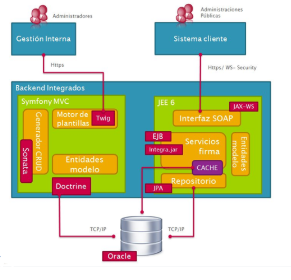 Administradores
Administraciones
Públicas
Gestión Interna
Sistema cliente
Https
Https/ WS- Security
Backend Integrados
Symfony MVC
JEE 6
JAX-WS
Motor de
plantillas
Twig
Interfaz SOAP
Generador CRUD
Sonata
EJB
Integra.jar
Servicios
firma
Entidades
modelo
Entidades
modelo
CACHE
Doctrine
JPA
Repositorio
TCP/IP
TCP/IP
Oracle